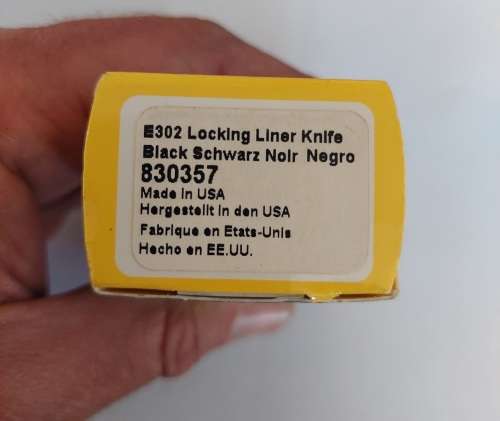 E302 Locking Liner Knife
Black Schwarz Noir Negro
830357
Made in USA
Hergestellt in den USA
Fabrique en Etats-Unis
Hecho en EE.UU.